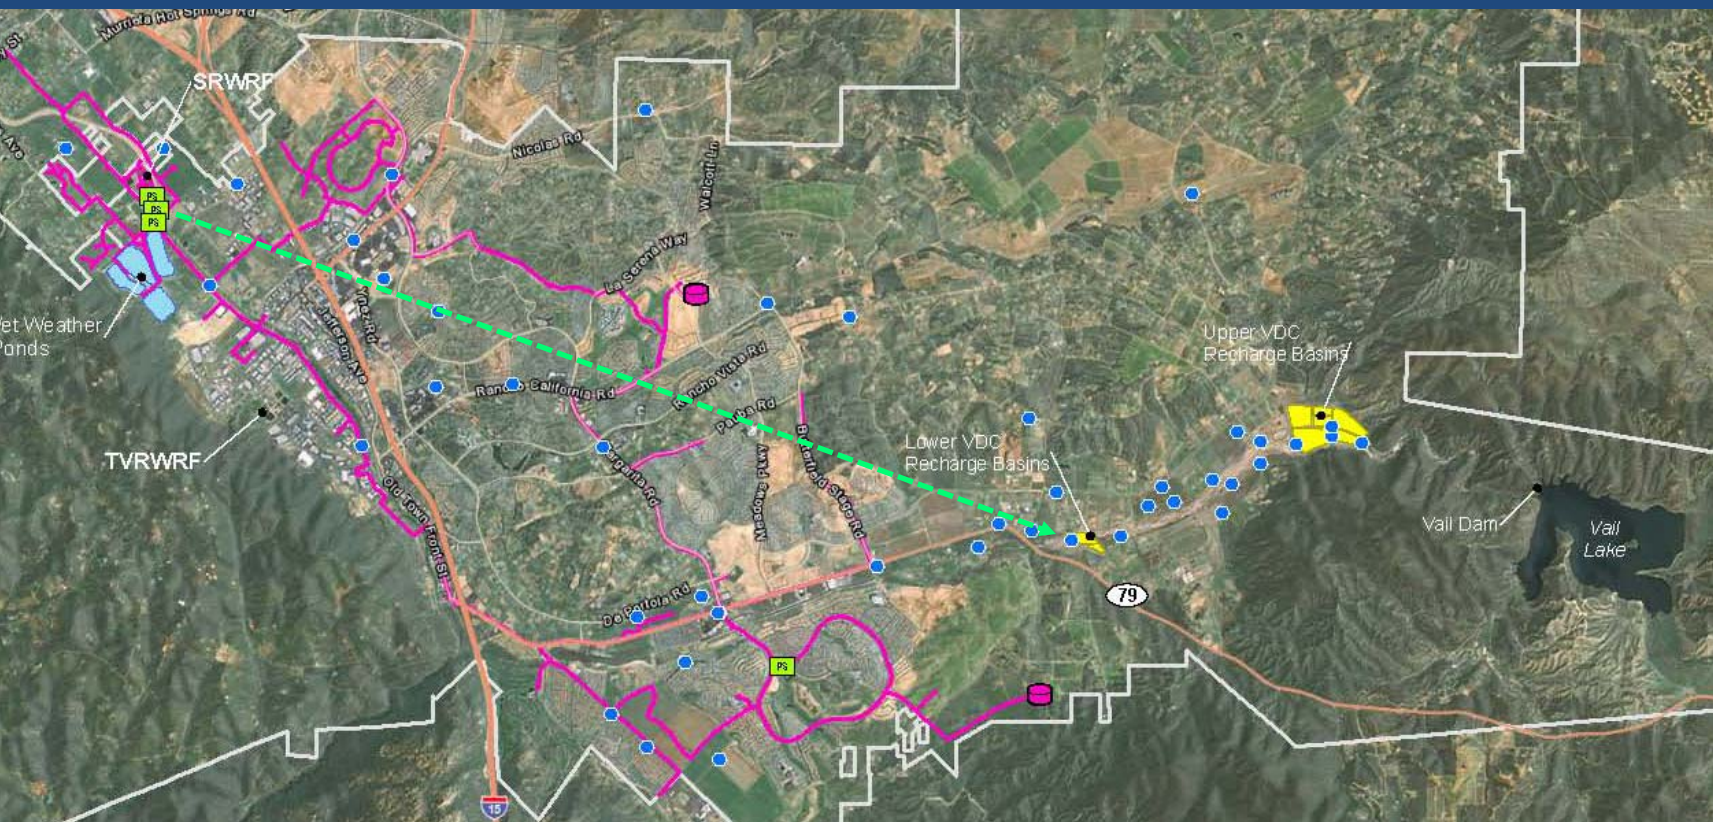 Murrieta Hot Springs Rd
St
SRWRF
Ave
Nicolas Rd
Walcott Ln
PS
PS
PS
La Serena Way
Wet Weather
Ponds
Ynez Rd
Jefferson Ave
Upper VDC
Recharge Basins
Rancho Vista Rd
Rancho California Rd
Pauba Rd
Lower VDC
Recharge Basins
TVRWRF
Margarita Rd
Meadows Pkwy
Butterfield Stage Rd
Old Town Front St
Vail Dam
Vail
Lake
79
De Portola Rd
PS
15